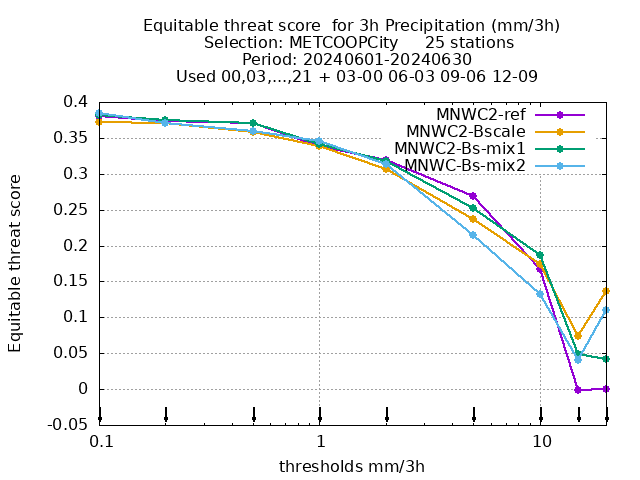 Equitable threat score  for 3h Precipitation (mm/3h)
Selection: METCOOPCity     25 stations
Period: 20240601-20240630
Used 00,03,...,21 + 03-00 06-03 09-06 12-09
Equitable threat score
0.4
0.35
0.3
0.25
0.2
0.15
0.1
0.05
0
-0.05
MNWC2-ref
MNWC2-Bscale
MNWC2-Bs-mix1
MNWC-Bs-mix2
0.1
1
10
thresholds mm/3h